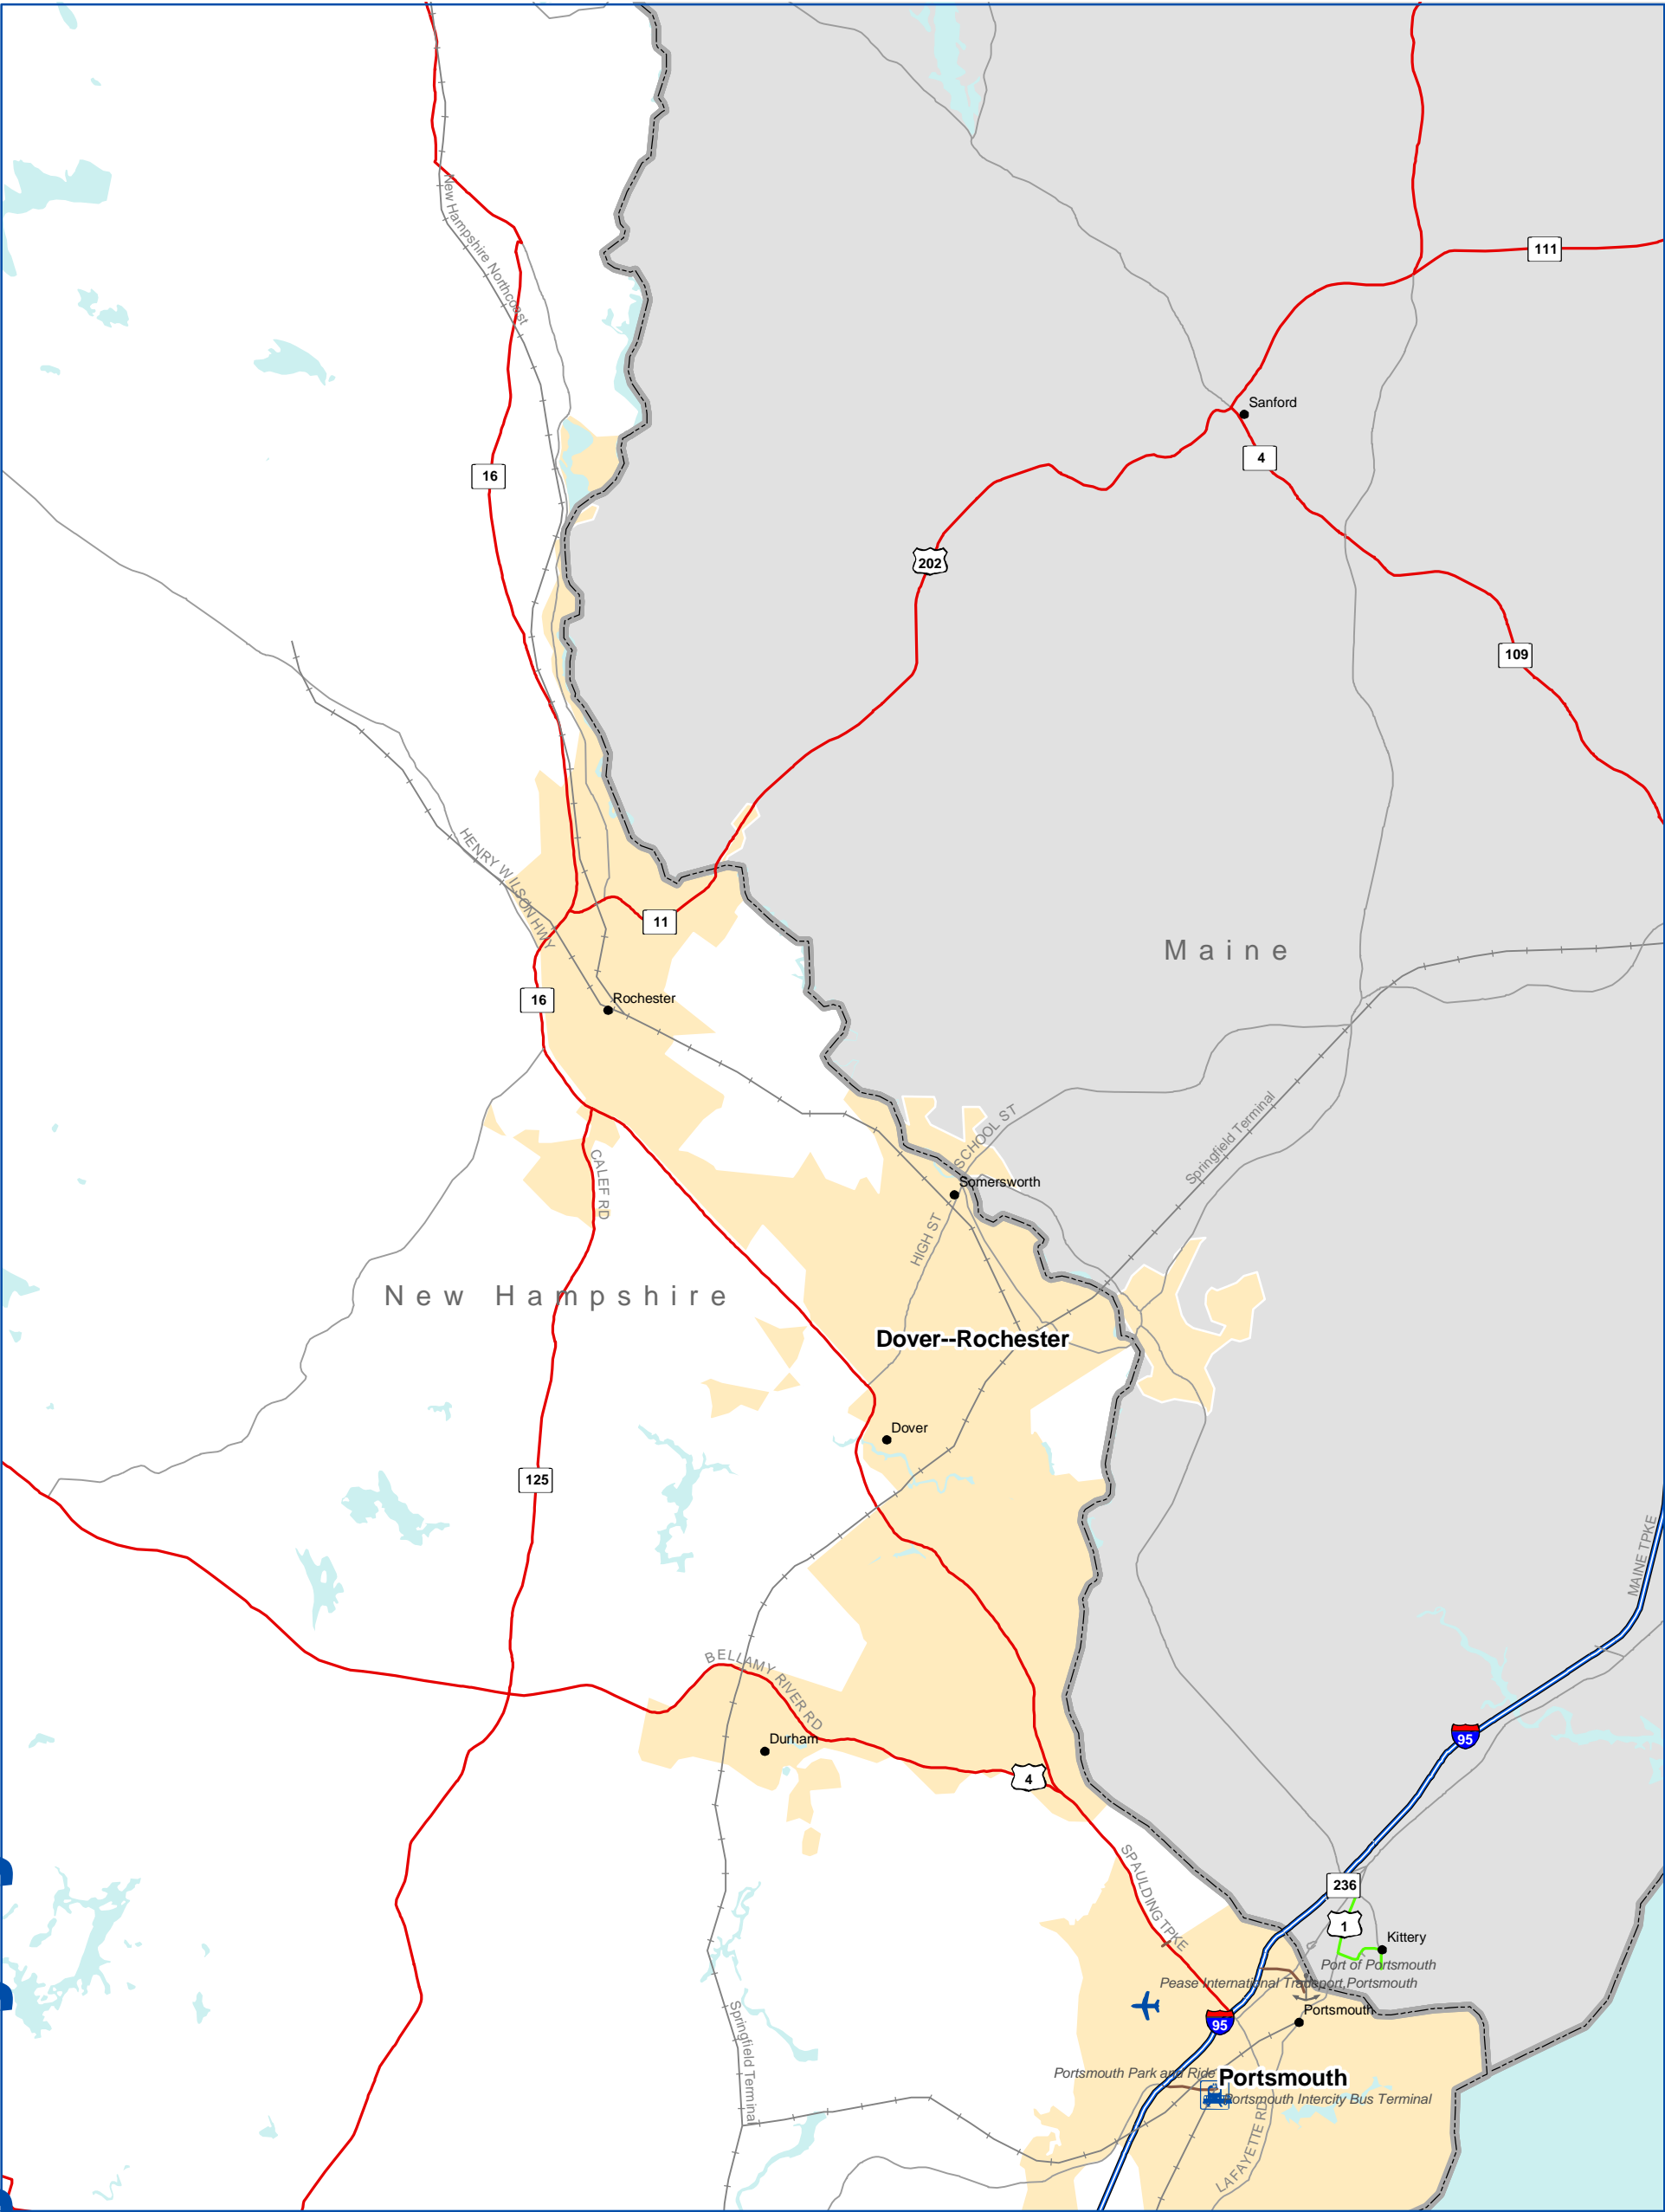 New Hampshire Northcoast
111
Sanford
4
16
202
109
HENRY WILSON HWY
11
Maine
16
Rochester
SCHOOL ST
Springfield Terminal
CALEF RD
Somersworth
HIGH ST
New Hampshire
Dover--Rochester
Dover
125
MAINE TPKE
BELLAMY RIVER RD
Durham
95
4
SPAULDING TPKE
236
1
Kittery
Port of Portsmouth
Pease International Transport,Portsmouth
Portsmouth
95
Springfield Terminal
Portsmouth Park and Ride
Portsmouth
Portsmouth Intercity Bus Terminal
LAFAYETTE RD